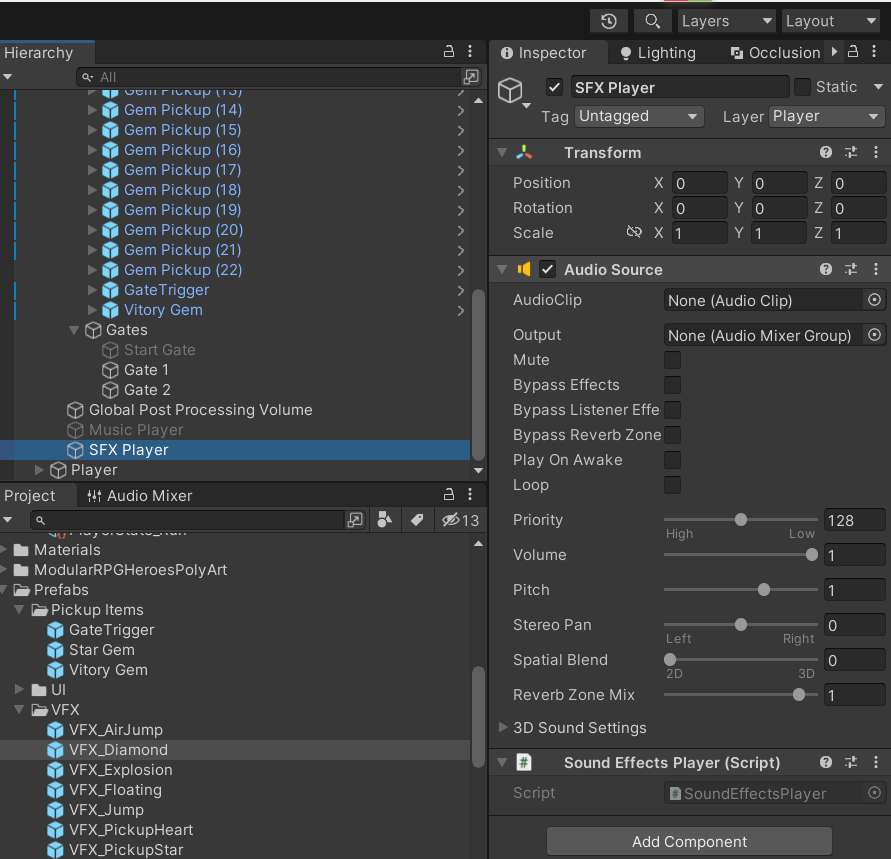 Layers
Layout
Hierarchy
All
Gem Pickup (13)
Gem Pickup (14)
Gem Pickup (15)
Gem Pickup (16)
Gem Pickup (17)
Gem Pickup (18)
Gem Pickup (19)
Gem Pickup (20)
Gem Pickup (21)
Gem Pickup (22)
GateTrigger
Vitory Gem
Gates
Start Gate
Gate 1
Gate 2
Global Post Processing Volume
Music Player
SFX Player
Player
Project
Audio Mixer
13
PlayerState_Run
Materials
ModularRPGHeroesPolyArt
Prefabs
Pickup Items
GateTrigger
Star Gem
Vitory Gem
UI
VFX
VFX_AirJump
VFX_Diamond
VFX_Explosion
VFX_Floating
VFX_Jump
VFX_PickupHeart
VFX_PickupStar
Inspector
Lighting
Occlusion
SFX Player
Static
Tag Untagged
Layer Player
Transform
Position X 0 Y 0 Z 0
Rotation X 0 Y 0 Z 0
Scale X 1 Y 1 Z 1
Audio Source
AudioClip None (Audio Clip)
Output None (Audio Mixer Group)
Mute
Bypass Effects
Bypass Listener Effe
Bypass Reverb Zone
Play On Awake
Loop
Priority 128
High Low
Volume 1
Pitch 1
Stereo Pan 0
Left Right
Spatial Blend 0
2D 3D
Reverb Zone Mix 1
3D Sound Settings
# Sound Effects Player (Script)
Script # SoundEffectsPlayer
Add Component